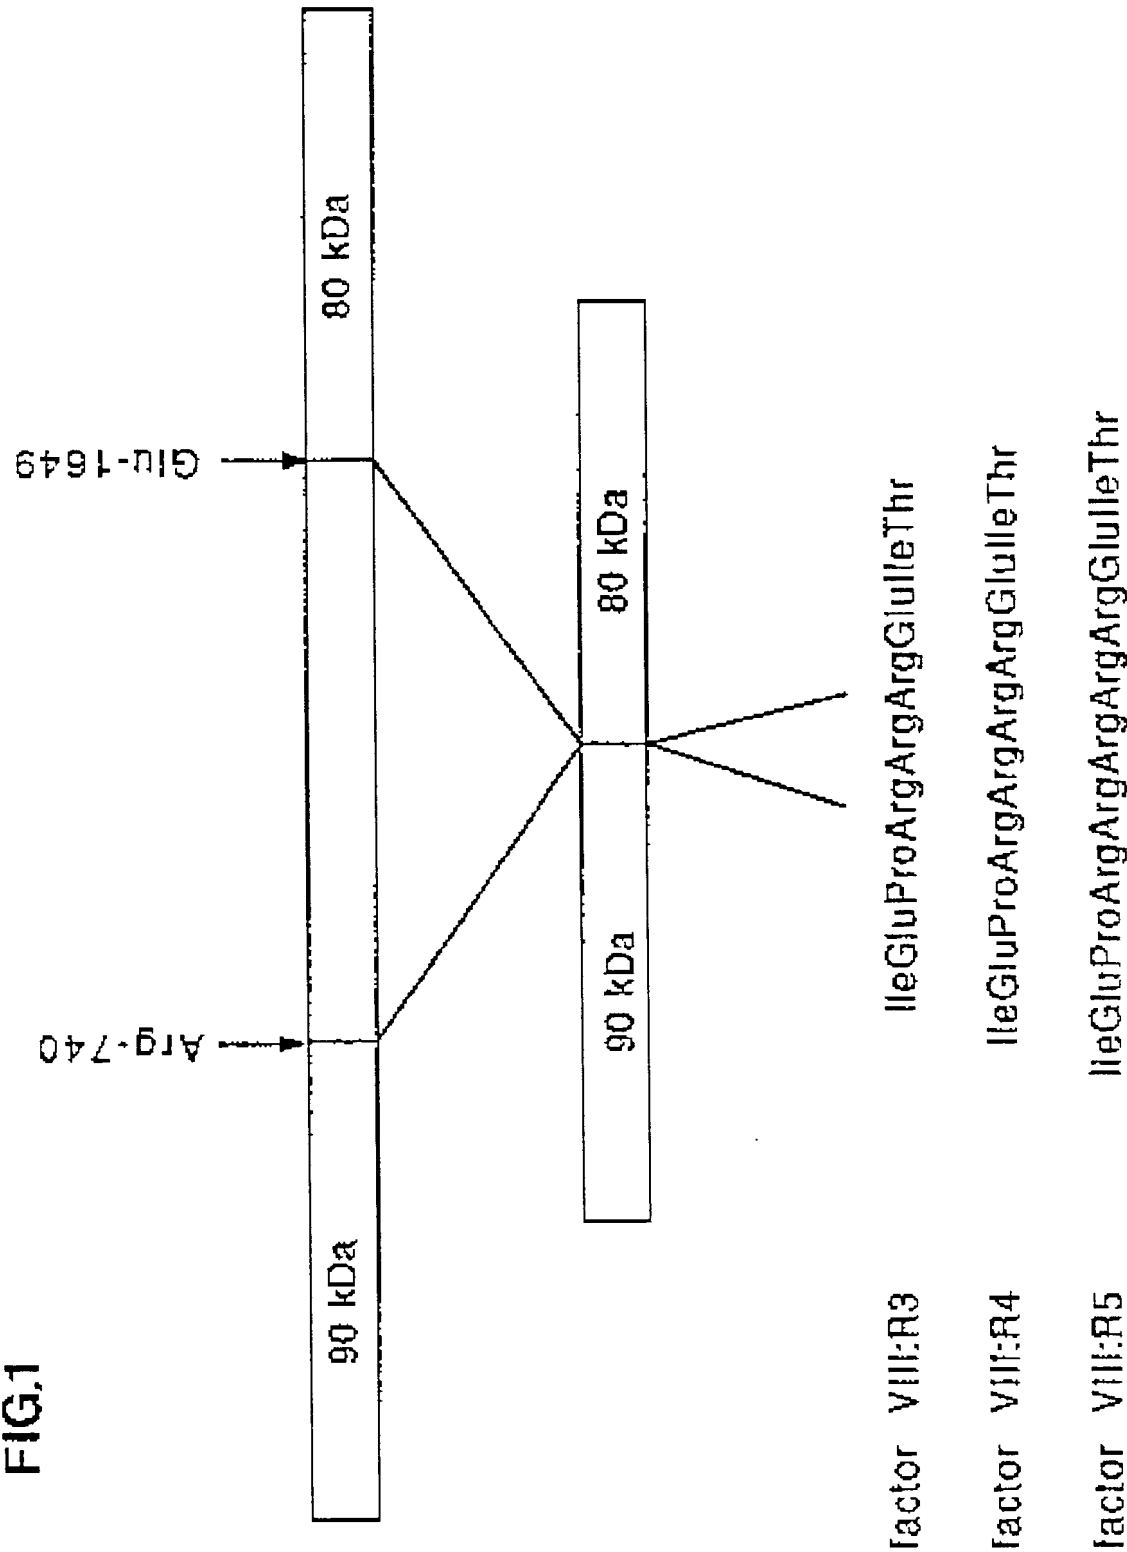 FIG.1
Arg-740
Glu-1649
90 kDa
80 kDa
90 kDa
80 kDa
factor VIII:R3 IleGluProArgArgArgGluIleThr
factor VIII:R4 IleGluProArgArgArgArgGluIleThr
factor VIII:R5 IleGluProArgArgArgArgArgGluIleThr